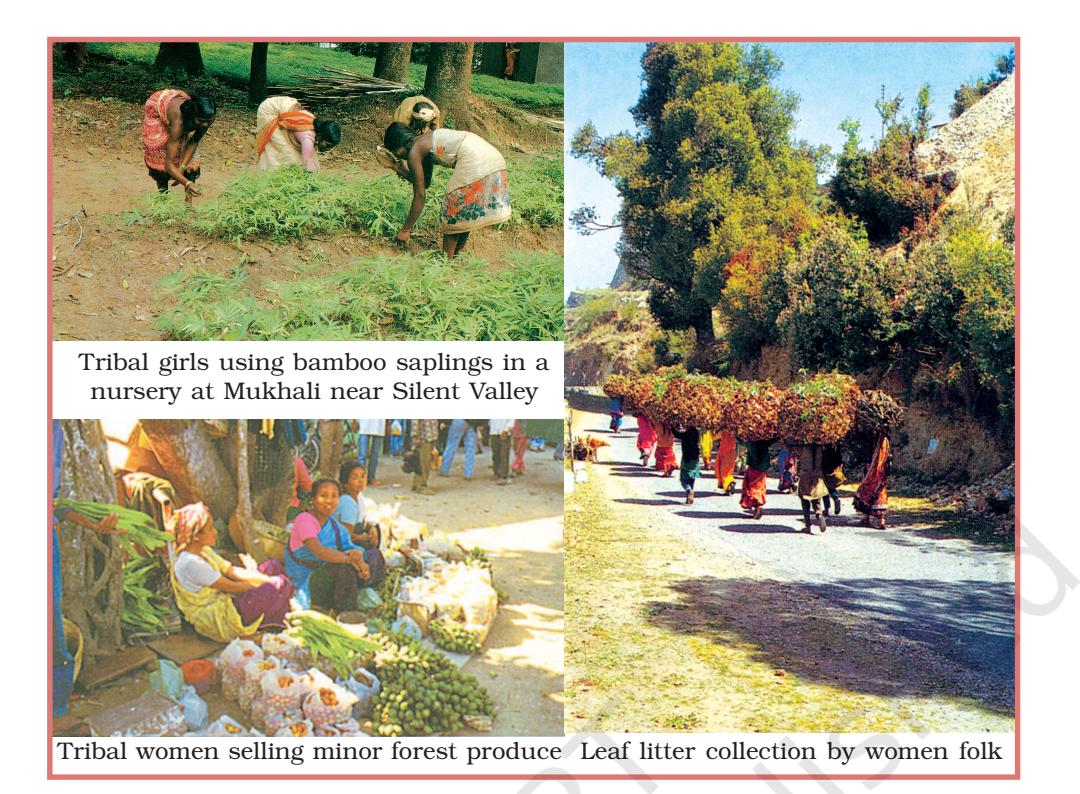 Tribal girls using bamboo saplings in a
nursery at Mukhali near Silent Valley
Tribal women selling minor forest produce
Leaf litter collection by women folk